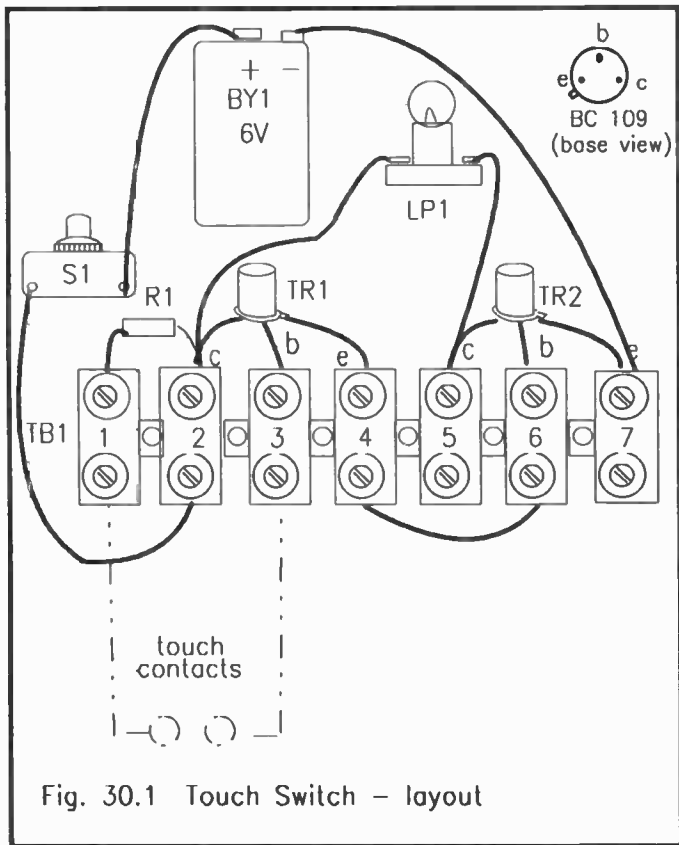 + −
BY1
6V
b
e c
BC 109
(base view)
LP1
S1
R1
TR1
TR2
c b e c b e
TB1 1 2 3 4 5 6 7
touch
contacts
Fig. 30.1 Touch Switch – layout